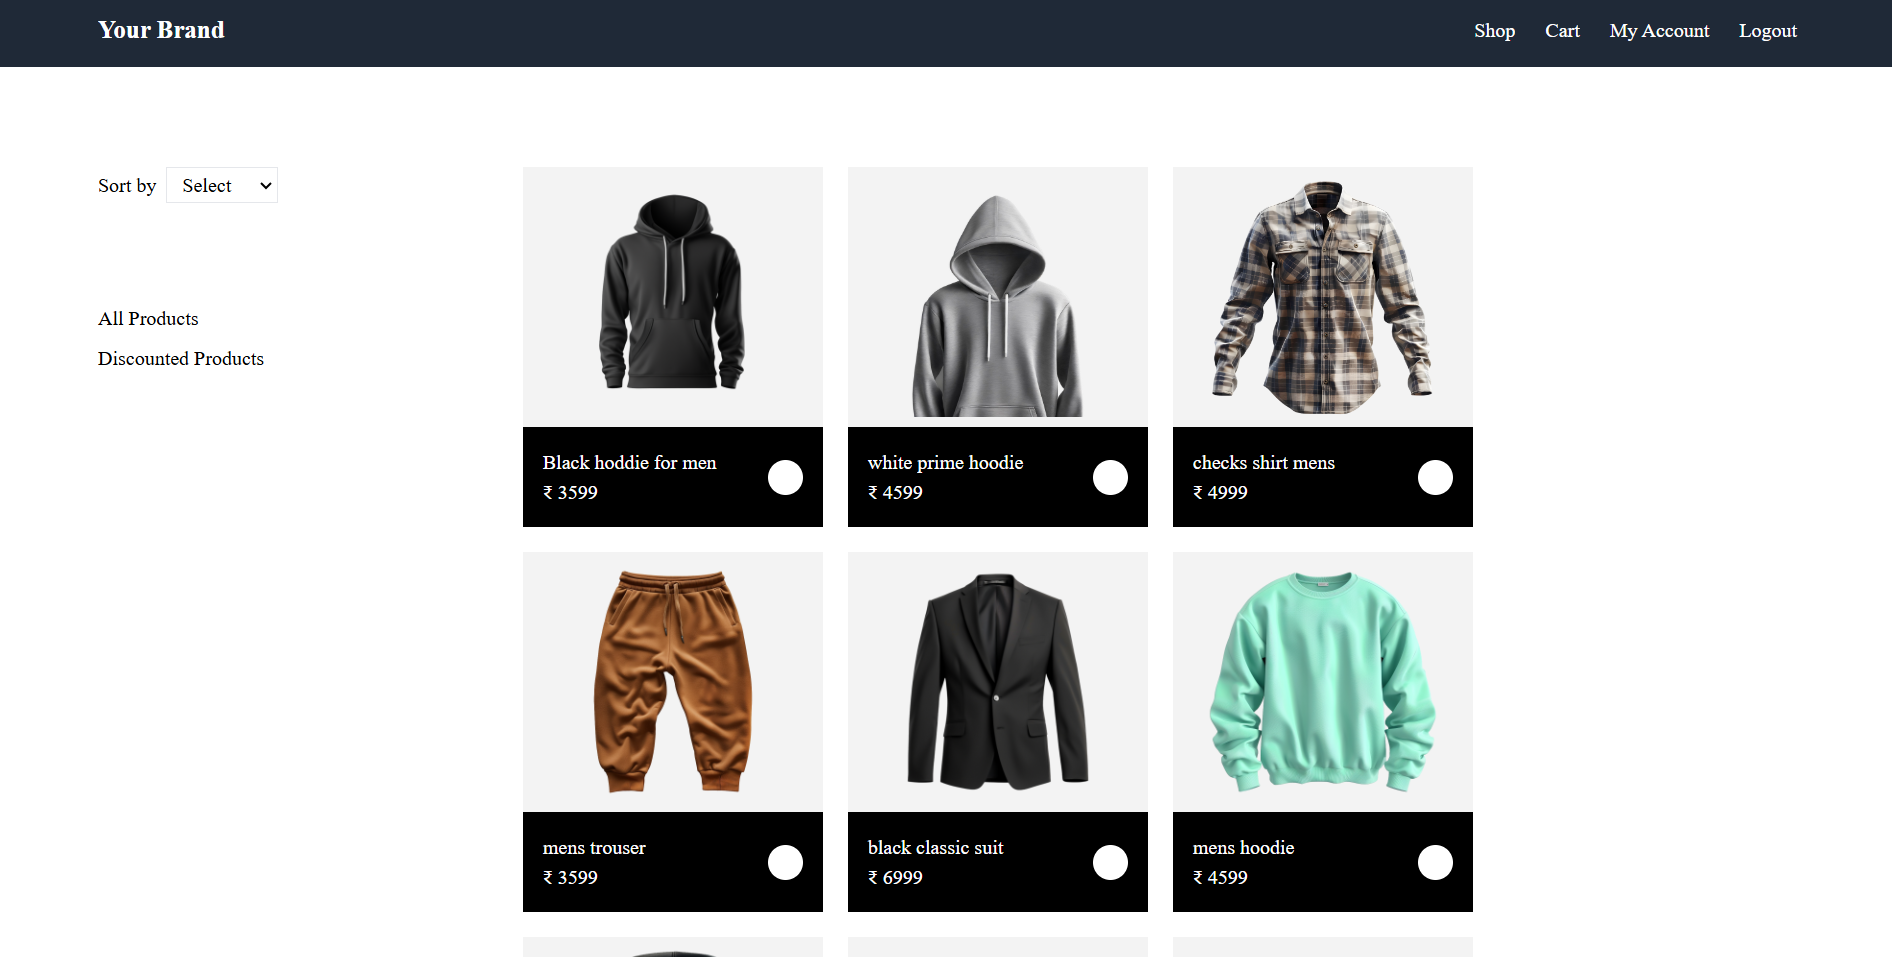 Your Brand
Shop Cart My Account Logout
Sort by Select
All Products
Discounted Products
Black hoddie for men
₹ 3599
white prime hoodie
₹ 4599
checks shirt mens
₹ 4999
mens trouser
₹ 3599
black classic suit
₹ 6999
mens hoodie
₹ 4599